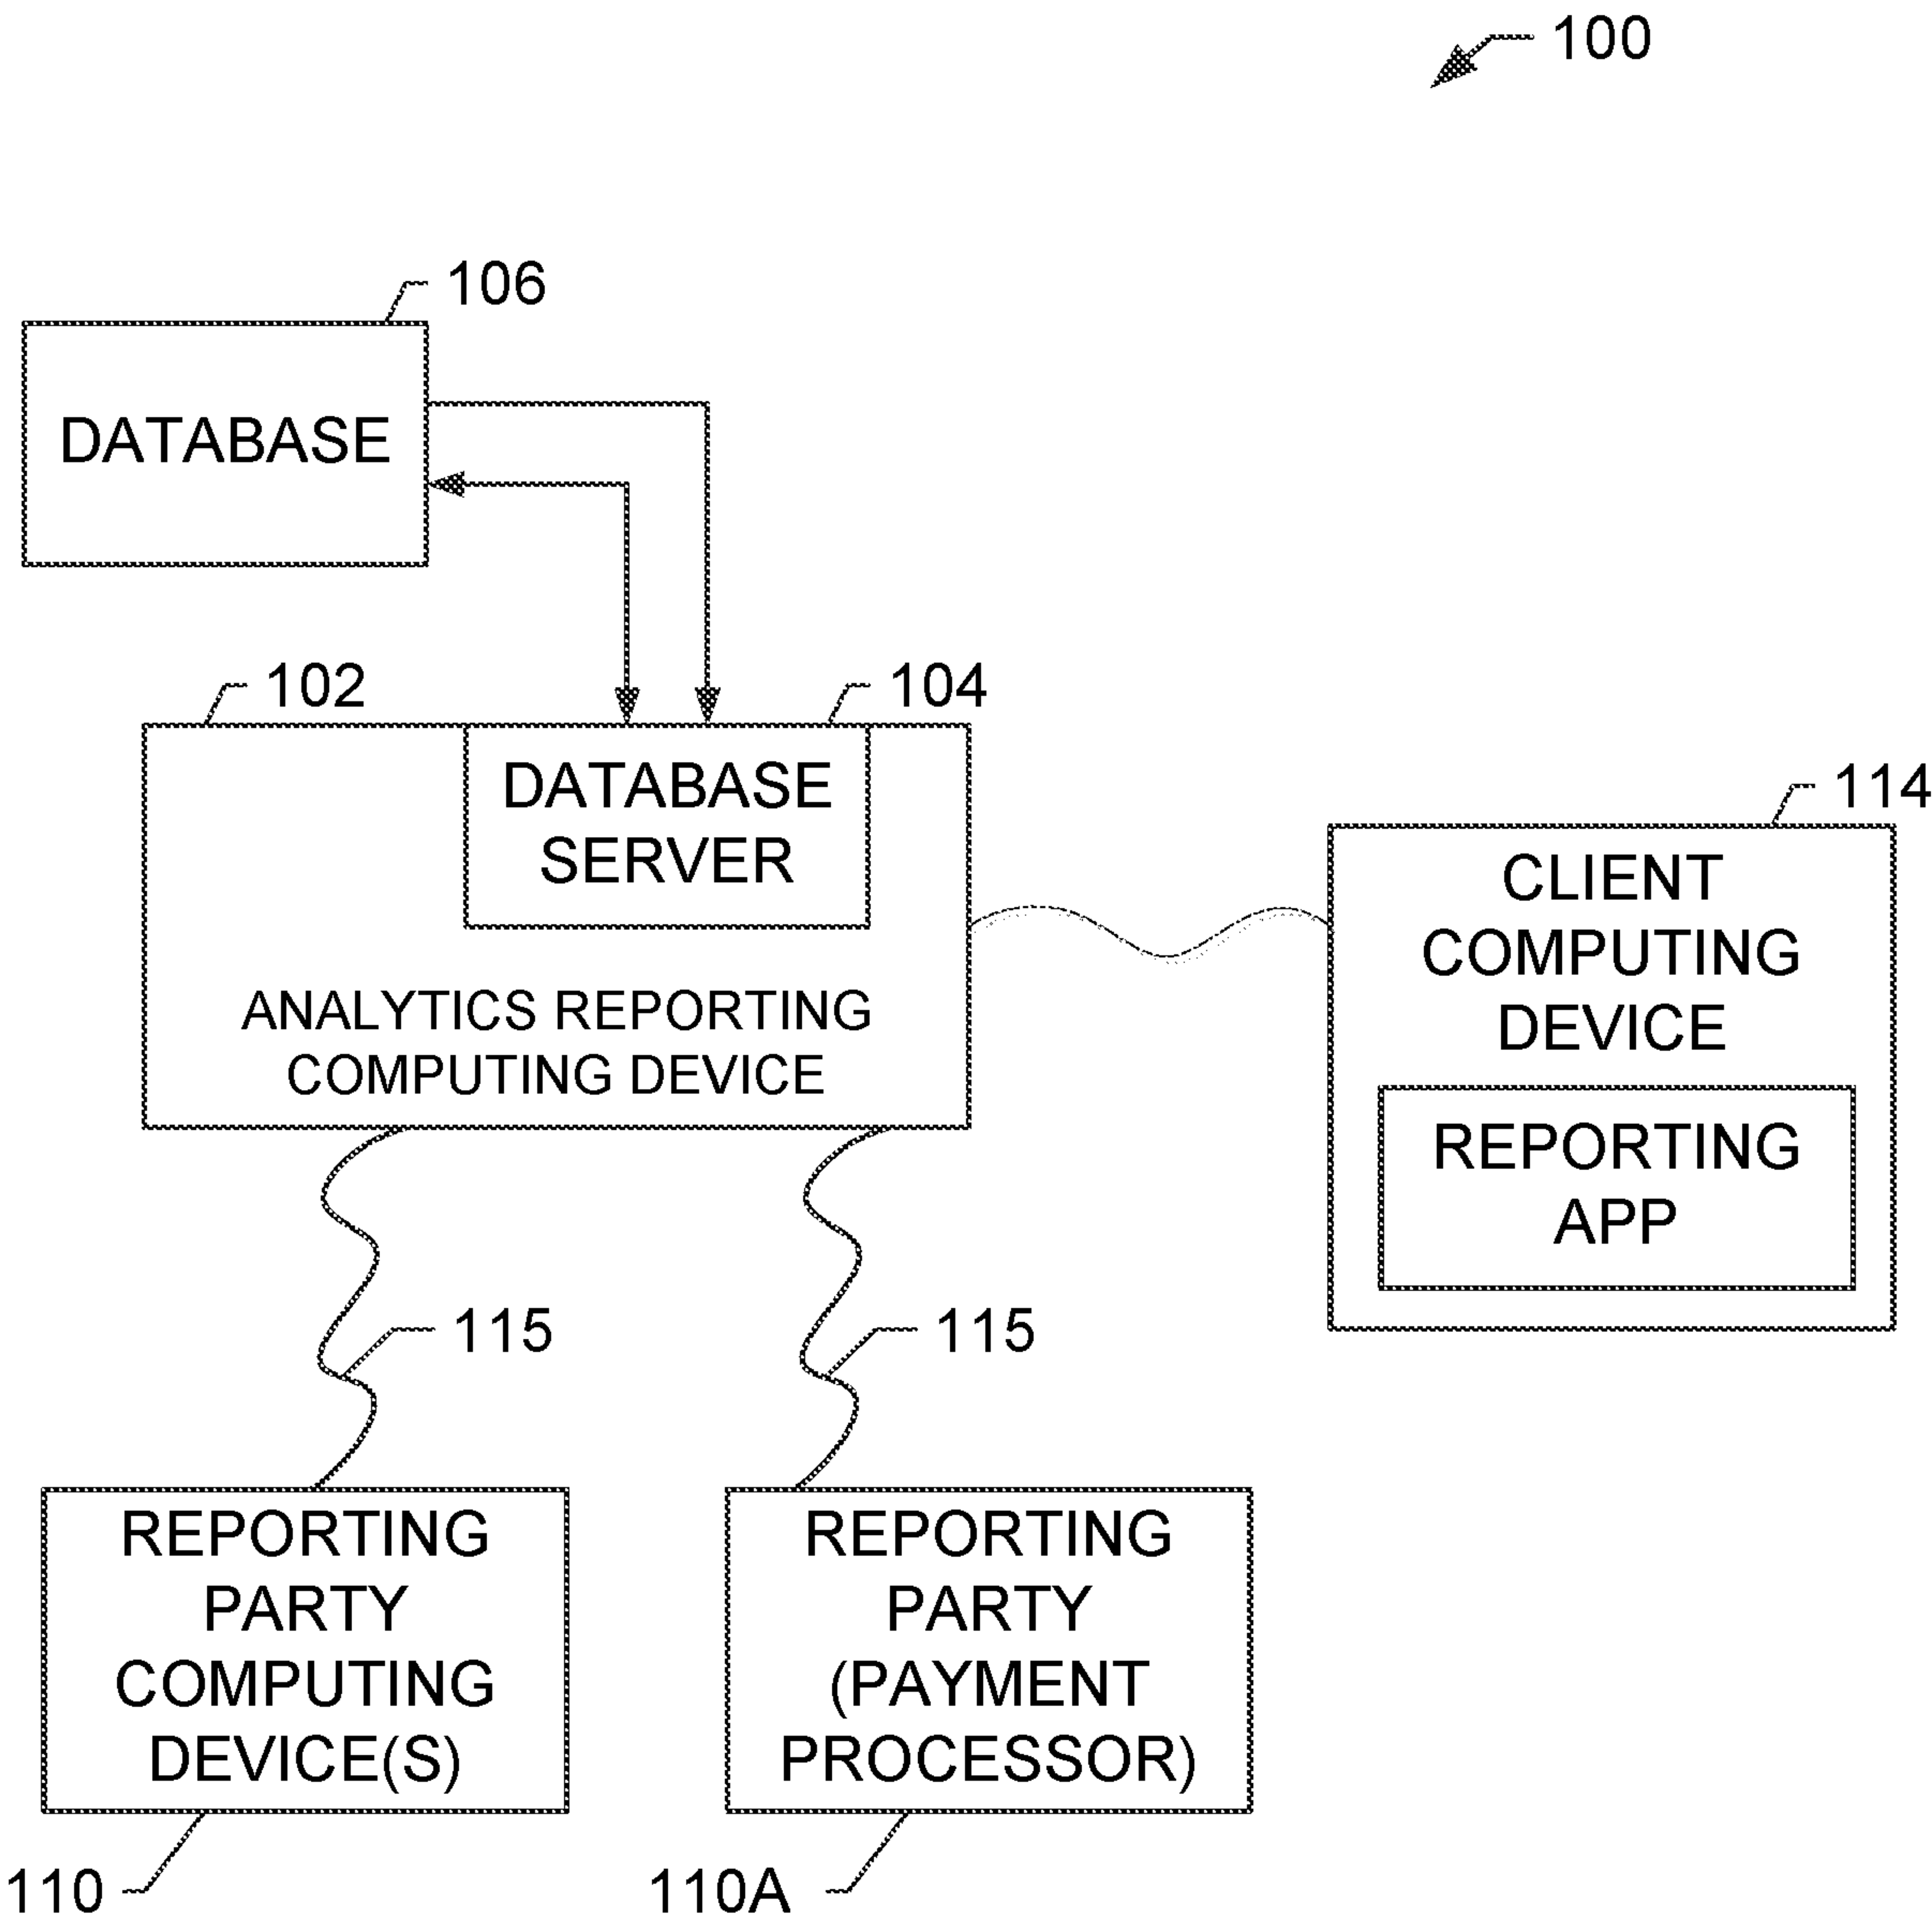 100
106
DATABASE
102
104
DATABASE
SERVER
ANALYTICS REPORTING
COMPUTING DEVICE
114
CLIENT
COMPUTING
DEVICE
REPORTING
APP
115
115
REPORTING
PARTY
COMPUTING
DEVICE(S)
REPORTING
PARTY
(PAYMENT
PROCESSOR)
110
110A